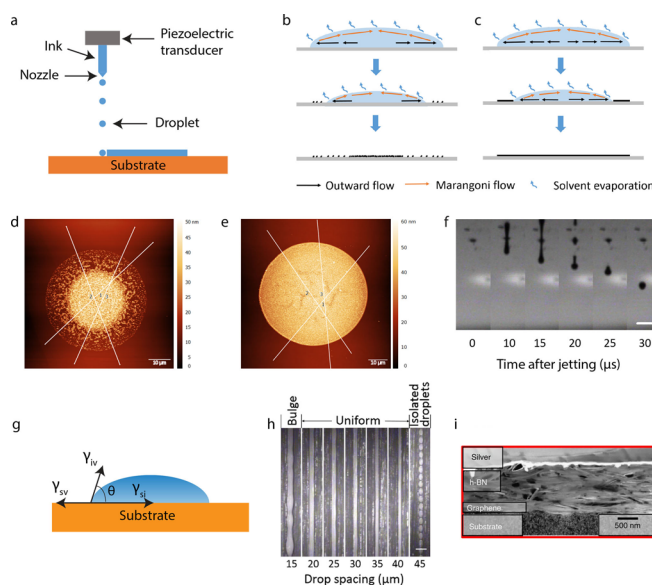 a
Ink
Piezoelectric
transducer
Nozzle
Droplet
Substrate
b
c
Outward flow
Marangoni flow
Solvent evaporation
d
50 nm
45
40
35
30
25
20
15
10
5
0
10 µm
e
60 nm
50
40
30
20
10
0
10 µm
f
0 10 15 20 25 30
Time after jetting (µs)
g
γiv
γsv
θ
γsi
Substrate
h
Bulge
Uniform
Isolated
droplets
15 20 25 30 35 40 45
Drop spacing (µm)
i
Silver
h-BN
Graphene
Substrate
500 nm